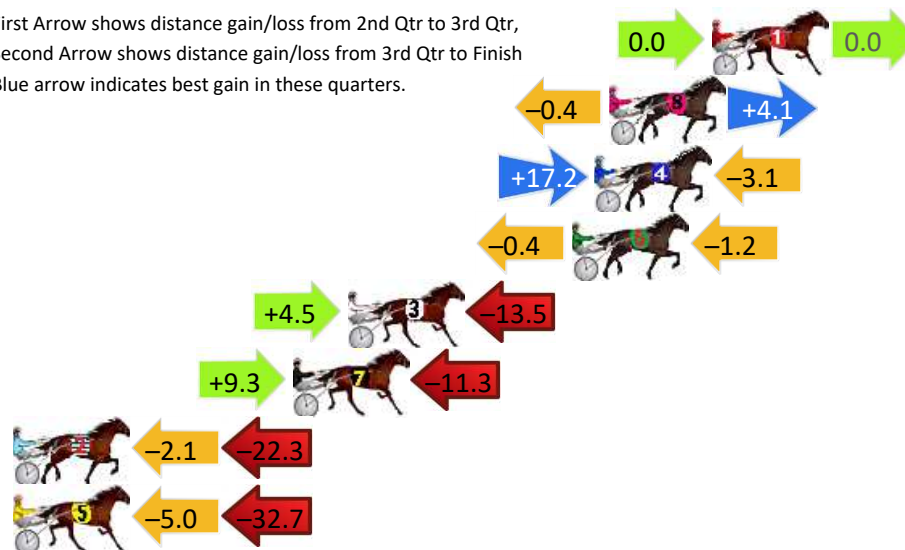 irst Arrow shows distance gain/loss from 2nd Qtr to 3rd Qtr,
econd Arrow shows distance gain/loss from 3rd Qtr to Finish
Blue arrow indicates best gain in these quarters.
0.0 1 0.0
–0.4 8 +4.1
+17.2 4 –3.1
–0.4 –1.2
+4.5 3 –13.5
+9.3 7 –11.3
–2.1 –22.3
5 –5.0 –32.7